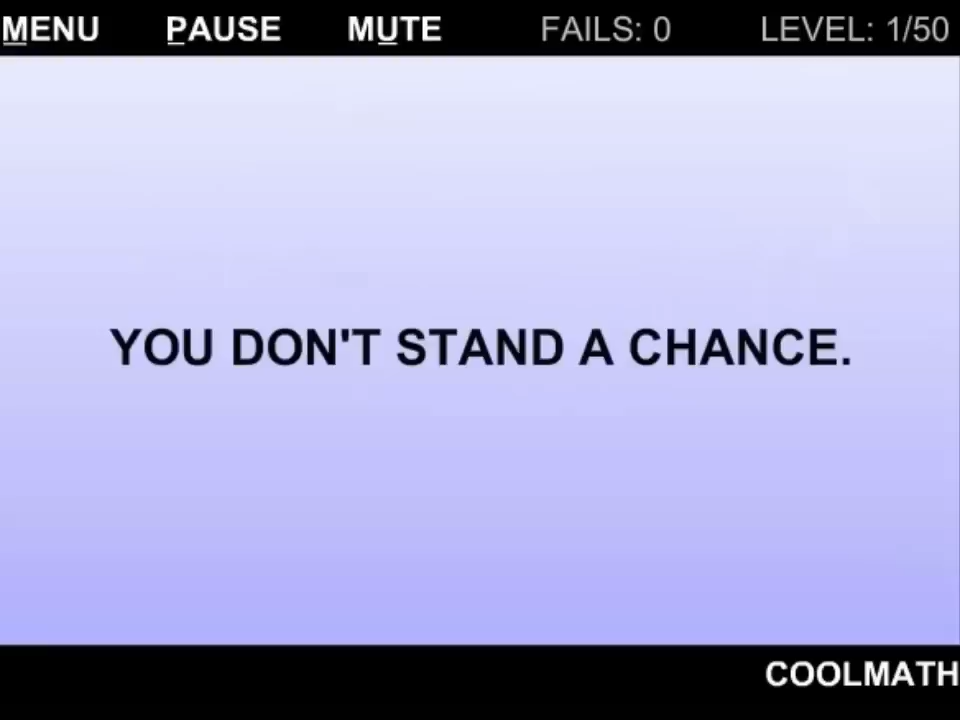 MENU PAUSE MUTE FAILS: 0 LEVEL: 1/50
YOU DON'T STAND A CHANCE.
COOLMATH